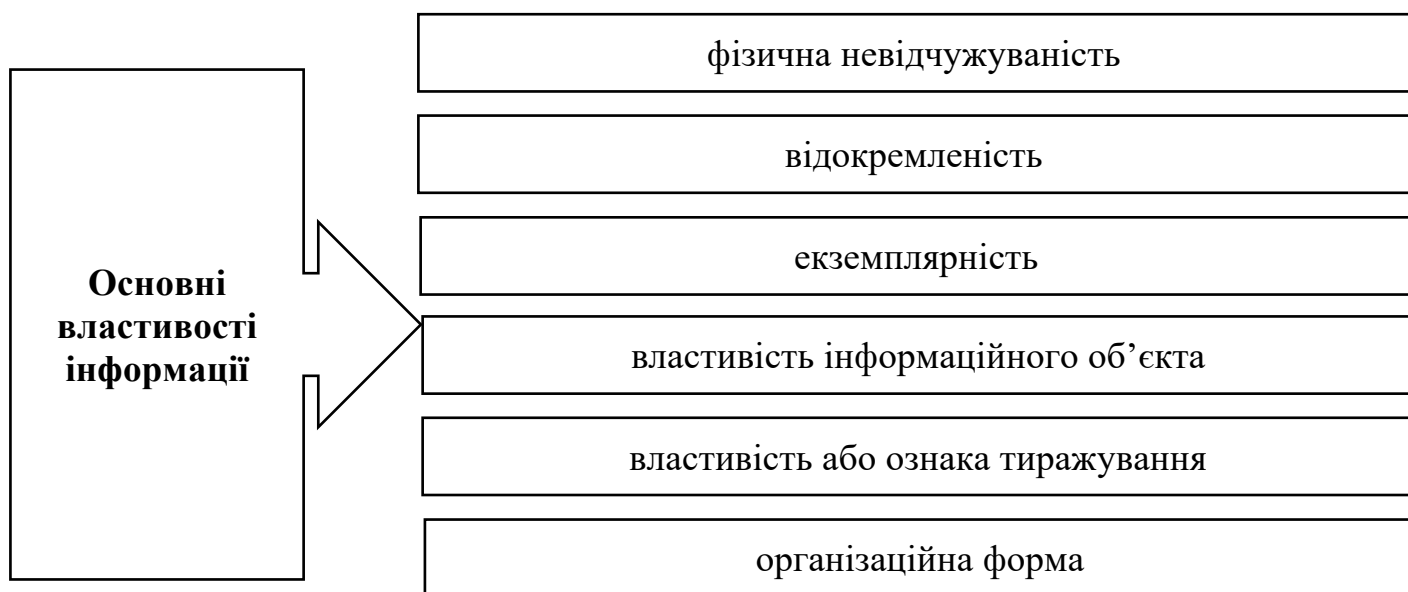 Основні
властивості
інформації
фізична невідчужуваність
відокремленість
екземплярність
властивість інформаційного об’єкта
властивість або ознака тиражування
організаційна форма